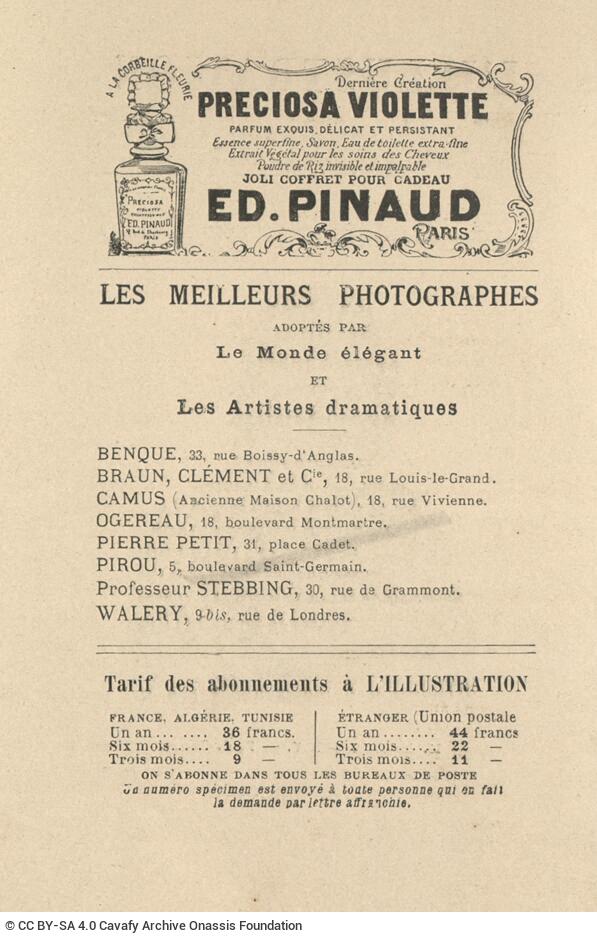 A LA CORBEILLE FLEURIE
Dernière Création
PRECIOSA VIOLETTE
PARFUM EXQUIS, DÉLICAT ET PERSISTANT
Essence superfine, Savon, Eau de toilette extra-fine
Extrait Végétal pour les soins des Cheveux
Poudre de Riz invisible et impalpable
JOLI COFFRET POUR CADEAU
ED. PINAUD
PARIS
PRECIOSA
VIOLETTE
ED. PINAUD
PARIS
LES MEILLEURS PHOTOGRAPHES
ADOPTÉS PAR
Le Monde élégant
ET
Les Artistes dramatiques
BENQUE, 33, rue Boissy-d'Anglas.
BRAUN, CLÉMENT et Cie, 18, rue Louis-le-Grand.
CAMUS (Ancienne Maison Chalot), 18, rue Vivienne.
OGEREAU, 18, boulevard Montmartre.
PIERRE PETIT, 31, place Cadet.
PIROU, 5, boulevard Saint-Germain.
Professeur STEBBING, 30, rue de Grammont.
WALERY, 9-bis, rue de Londres.
Tarif des abonnements à L'ILLUSTRATION
FRANCE, ALGÉRIE, TUNISIE
Un an ... .... 36 francs.
Six mois...... 18 —
Trois mois.... 9 —
ÉTRANGER (Union postale
Un an ........ 44 francs
Six mois...... 22 —
Trois mois.... 11 —
ON S'ABONNE DANS TOUS LES BUREAUX DE POSTE
Un numéro spécimen est envoyé à toute personne qui en fait
la demande par lettre affranchie.
© CC BY-SA 4.0 Cavafy Archive Onassis Foundation